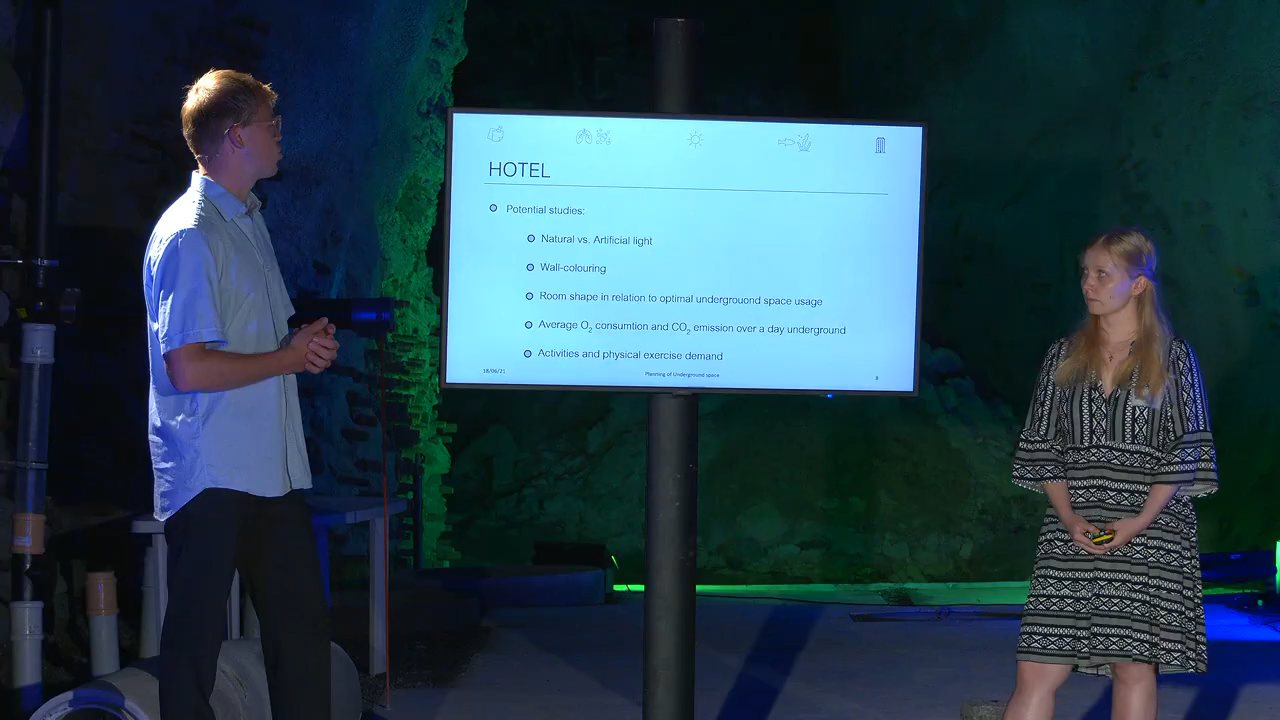 HOTEL
Potential studies:
Natural vs. Artificial light
Wall-colouring
Room shape in relation to optimal undergerouond space usage
Average O2 consumtion and CO2 emission over a day underground
Activities and physical exercise demand
18/06/21
Planning of Underground space
8